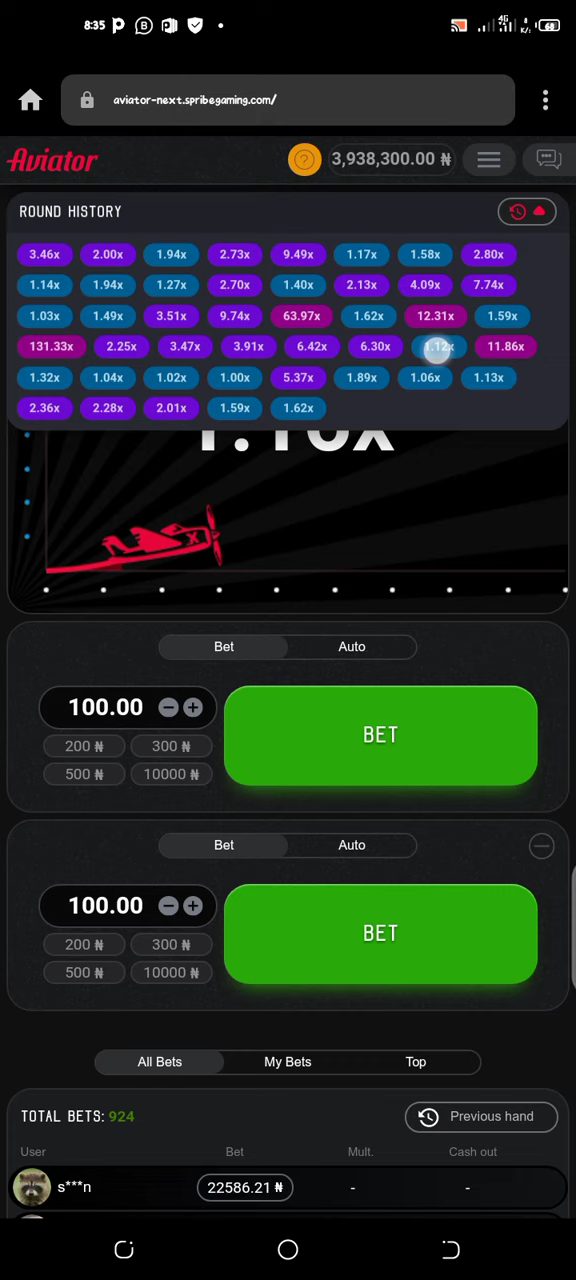 8:35 4G 8 K/s 60
aviator-next.spribegaming.com/
Aviator 3,938,300.00 ₦
ROUND HISTORY
3.46x 2.00x 1.94x 2.73x 9.49x 1.17x 1.58x 2.80x
1.14x 1.94x 1.27x 2.70x 1.40x 2.13x 4.09x 7.74x
1.03x 1.49x 3.51x 9.74x 63.97x 1.62x 12.31x 1.59x
131.33x 2.25x 3.47x 3.91x 6.42x 6.30x 1.12x 11.86x
1.32x 1.04x 1.02x 1.00x 5.37x 1.89x 1.06x 1.13x
2.36x 2.28x 2.01x 1.59x 1.62x
Bet Auto
100.00
BET
200 ₦ 300 ₦
500 ₦ 10000 ₦
Bet Auto
100.00
BET
200 ₦ 300 ₦
500 ₦ 10000 ₦
All Bets My Bets Top
TOTAL BETS: 924 Previous hand
User Bet Mult. Cash out
s***n 22586.21 ₦ - -